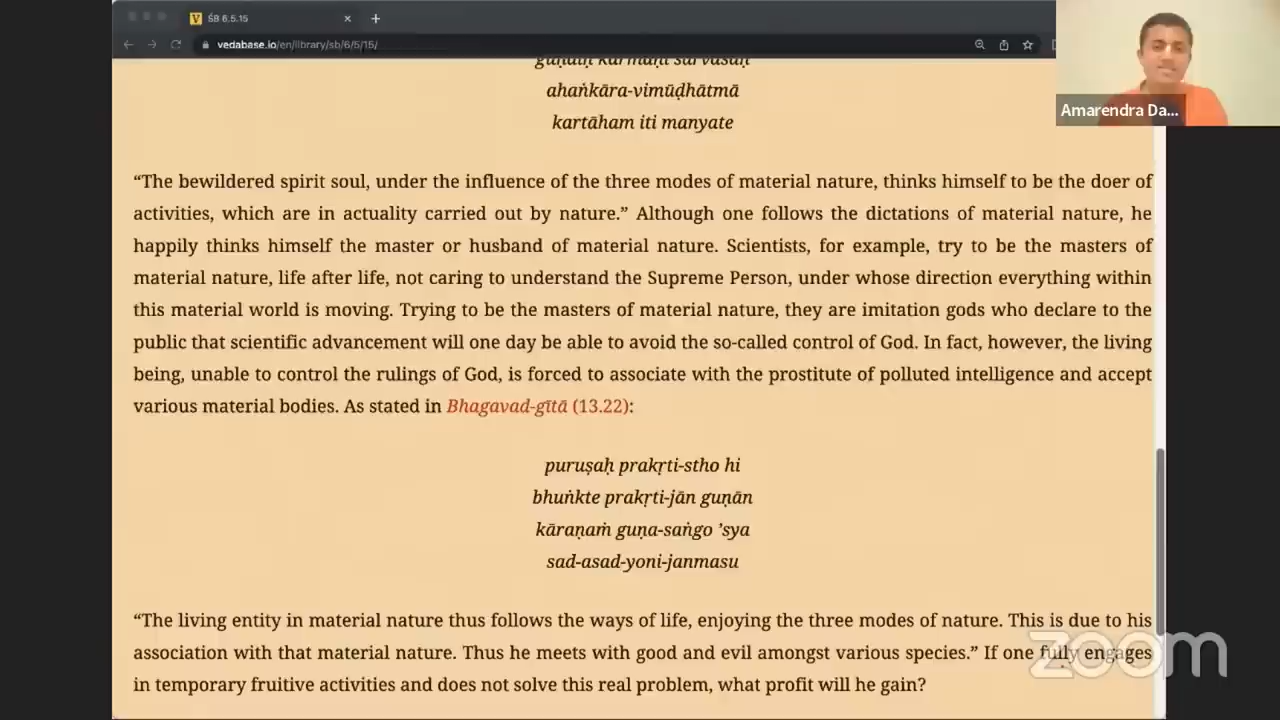 ŚB 6.5.15
vedabase.io/en/library/sb/6/5/15/
Amarendra Da...
ahaṅkāra-vimūḍhātmā
kartāham iti manyate
“The bewildered spirit soul, under the influence of the three modes of material nature, thinks himself to be the doer of
activities, which are in actuality carried out by nature.” Although one follows the dictations of material nature, he
happily thinks himself the master or husband of material nature. Scientists, for example, try to be the masters of
material nature, life after life, not caring to understand the Supreme Person, under whose direction everything within
this material world is moving. Trying to be the masters of material nature, they are imitation gods who declare to the
public that scientific advancement will one day be able to avoid the so-called control of God. In fact, however, the living
being, unable to control the rulings of God, is forced to associate with the prostitute of polluted intelligence and accept
various material bodies. As stated in Bhagavad-gītā (13.22):
puruṣaḥ prakṛti-stho hi
bhuṅkte prakṛti-jān guṇān
kāraṇaṁ guṇa-saṅgo ’sya
sad-asad-yoni-janmasu
“The living entity in material nature thus follows the ways of life, enjoying the three modes of nature. This is due to his
association with that material nature. Thus he meets with good and evil amongst various species.” If one fully engages
in temporary fruitive activities and does not solve this real problem, what profit will he gain?
zoom